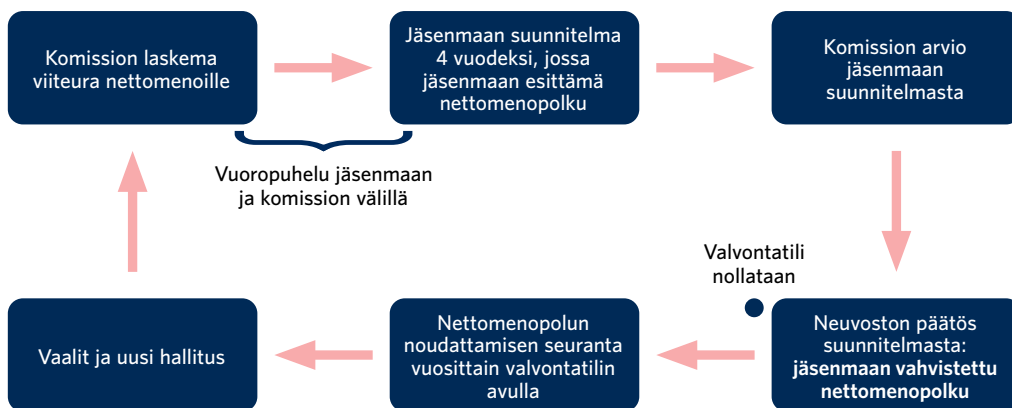 Komission laskema
viiteura nettomenoille
Jäsenmaan suunnitelma
4 vuodeksi, jossa
jäsenmaan esittämä
nettomenopolku
Komission arvio
jäsenmaan
suunnitelmasta
Vuoropuhelu jäsenmaan
ja komission välillä
Valvontatili
nollataan
Neuvoston päätös
suunnitelmasta:
jäsenmaan vahvistettu
nettomenopolku
Nettomenopolun
noudattamisen seuranta
vuosittain valvontatilin
avulla
Vaalit ja uusi hallitus